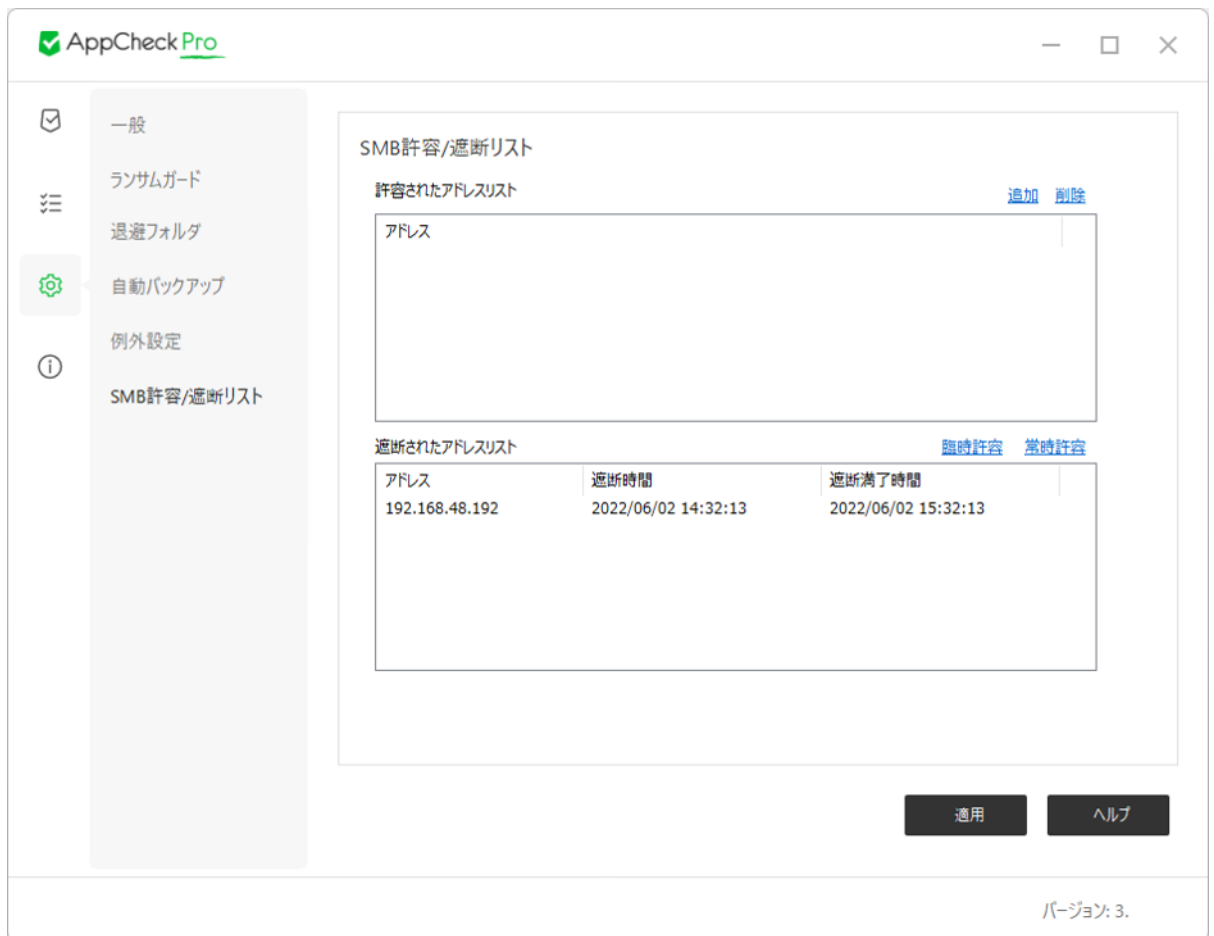 AppCheck Pro
一般
ランサムガード
退避フォルダ
自動バックアップ
例外設定
SMB許容/遮断リスト
SMB許容/遮断リスト
許容されたアドレスリスト
追加 削除
アドレス
遮断されたアドレスリスト
臨時許容 常時許容
アドレス 遮断時間 遮断満了時間
192.168.48.192 2022/06/02 14:32:13 2022/06/02 15:32:13
適用 ヘルプ
バージョン: 3.